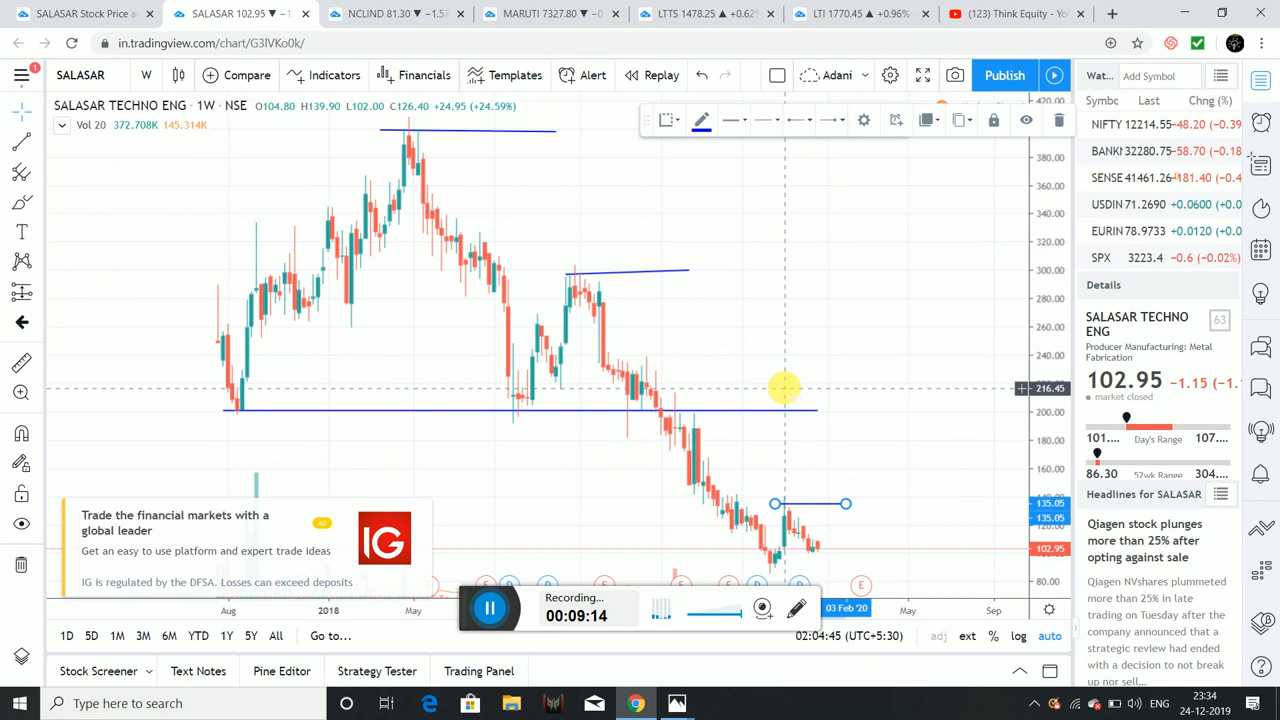 SALASAR Stock Price a
SALASAR 102.95 ▼ −1.
NCLIND 81.30 ▼ −1.5
MARUTI 7327.80 ▼ −0
LTTS 1478.25 ▲ +0.62
LTI 1770.45 ▲ +0.96%
(123) Think Equity - Yo
in.tradingview.com/chart/G3lVKo0k/
1
SALASAR
W
Compare
Indicators
Financials
Templates
Alert
Replay
Adani
Publish
Wat...
Add Symbol
SALASAR TECHNO ENG · 1W · NSE O104.80 H139.90 L102.00 C126.40 +24.95 (+24.59%)
Vol 20 372.708K 145.314K
Symbc Last Chng (%)
NIFTY 12214.55 −48.20 (−0.39
BANKI 32280.75 −58.70 (−0.18
SENSE 41461.26 −181.40 (−0.4
USDIN 71.2690 +0.0060 (+0.0
EURIN 78.9733 +0.0120 (+0.0
SPX 3223.4 −0.6 (−0.02%)
Details
SALASAR TECHNO
ENG
63
Producer Manufacturing: Metal
Fabrication
102.95 −1.15 (−1.
market closed
101... Day's Range 107...
86.30 52wk Range 304...
Headlines for SALASAR
Qiagen stock plunges
more than 25% after
opting against sale
Qiagen NVshares plummeted
more than 25% in late
trading on Tuesday after the
company announced that a
strategic review had ended
with a decision to not break
up nor sell...
420.00
380.00
360.00
340.00
320.00
300.00
280.00
260.00
240.00
216.45
200.00
180.00
160.00
135.05
135.05
102.95
80.00
Trade the financial markets with a
global leader
AD
IG
Get an easy to use platform and expert trade ideas
IG is regulated by the DFSA. Losses can exceed deposits
E D D E E E D D E
Aug 2018 May 03 Feb '20 May Sep
Recording...
00:09:14
1D 5D 1M 3M 6M YTD 1Y 5Y All Go to...
02:04:45 (UTC+5:30) adj ext % log auto
Stock Screener Text Notes Pine Editor Strategy Tester Trading Panel
Type here to search
ENG
23:34
24-12-2019